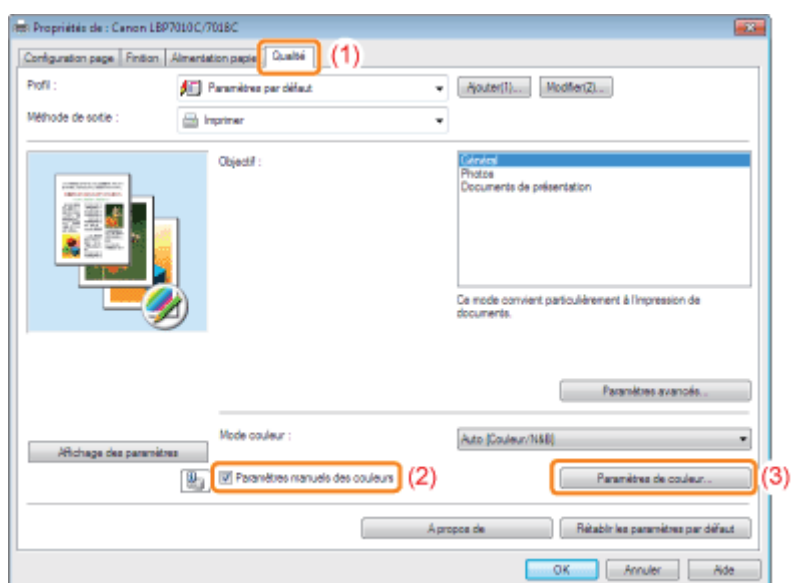 Propriétés de : Canon LBP7010C/7018C
Configuration page Finition Alimentation papier Qualité (1)
Profil : Paramètres par défaut Ajouter(1)... Modifier(2)...
Méthode de sortie : Imprimer
Objectif : Général
Photos
Documents de présentation
Ce mode convient particulièrement à l'impression de
documents.
Paramètres avancés...
Mode couleur : Auto [Couleur/N&B]
Affichage des paramètres
Paramètres manuels des couleurs (2) Paramètres de couleur... (3)
A propos de Rétablir les paramètres par défaut
OK Annuler Aide